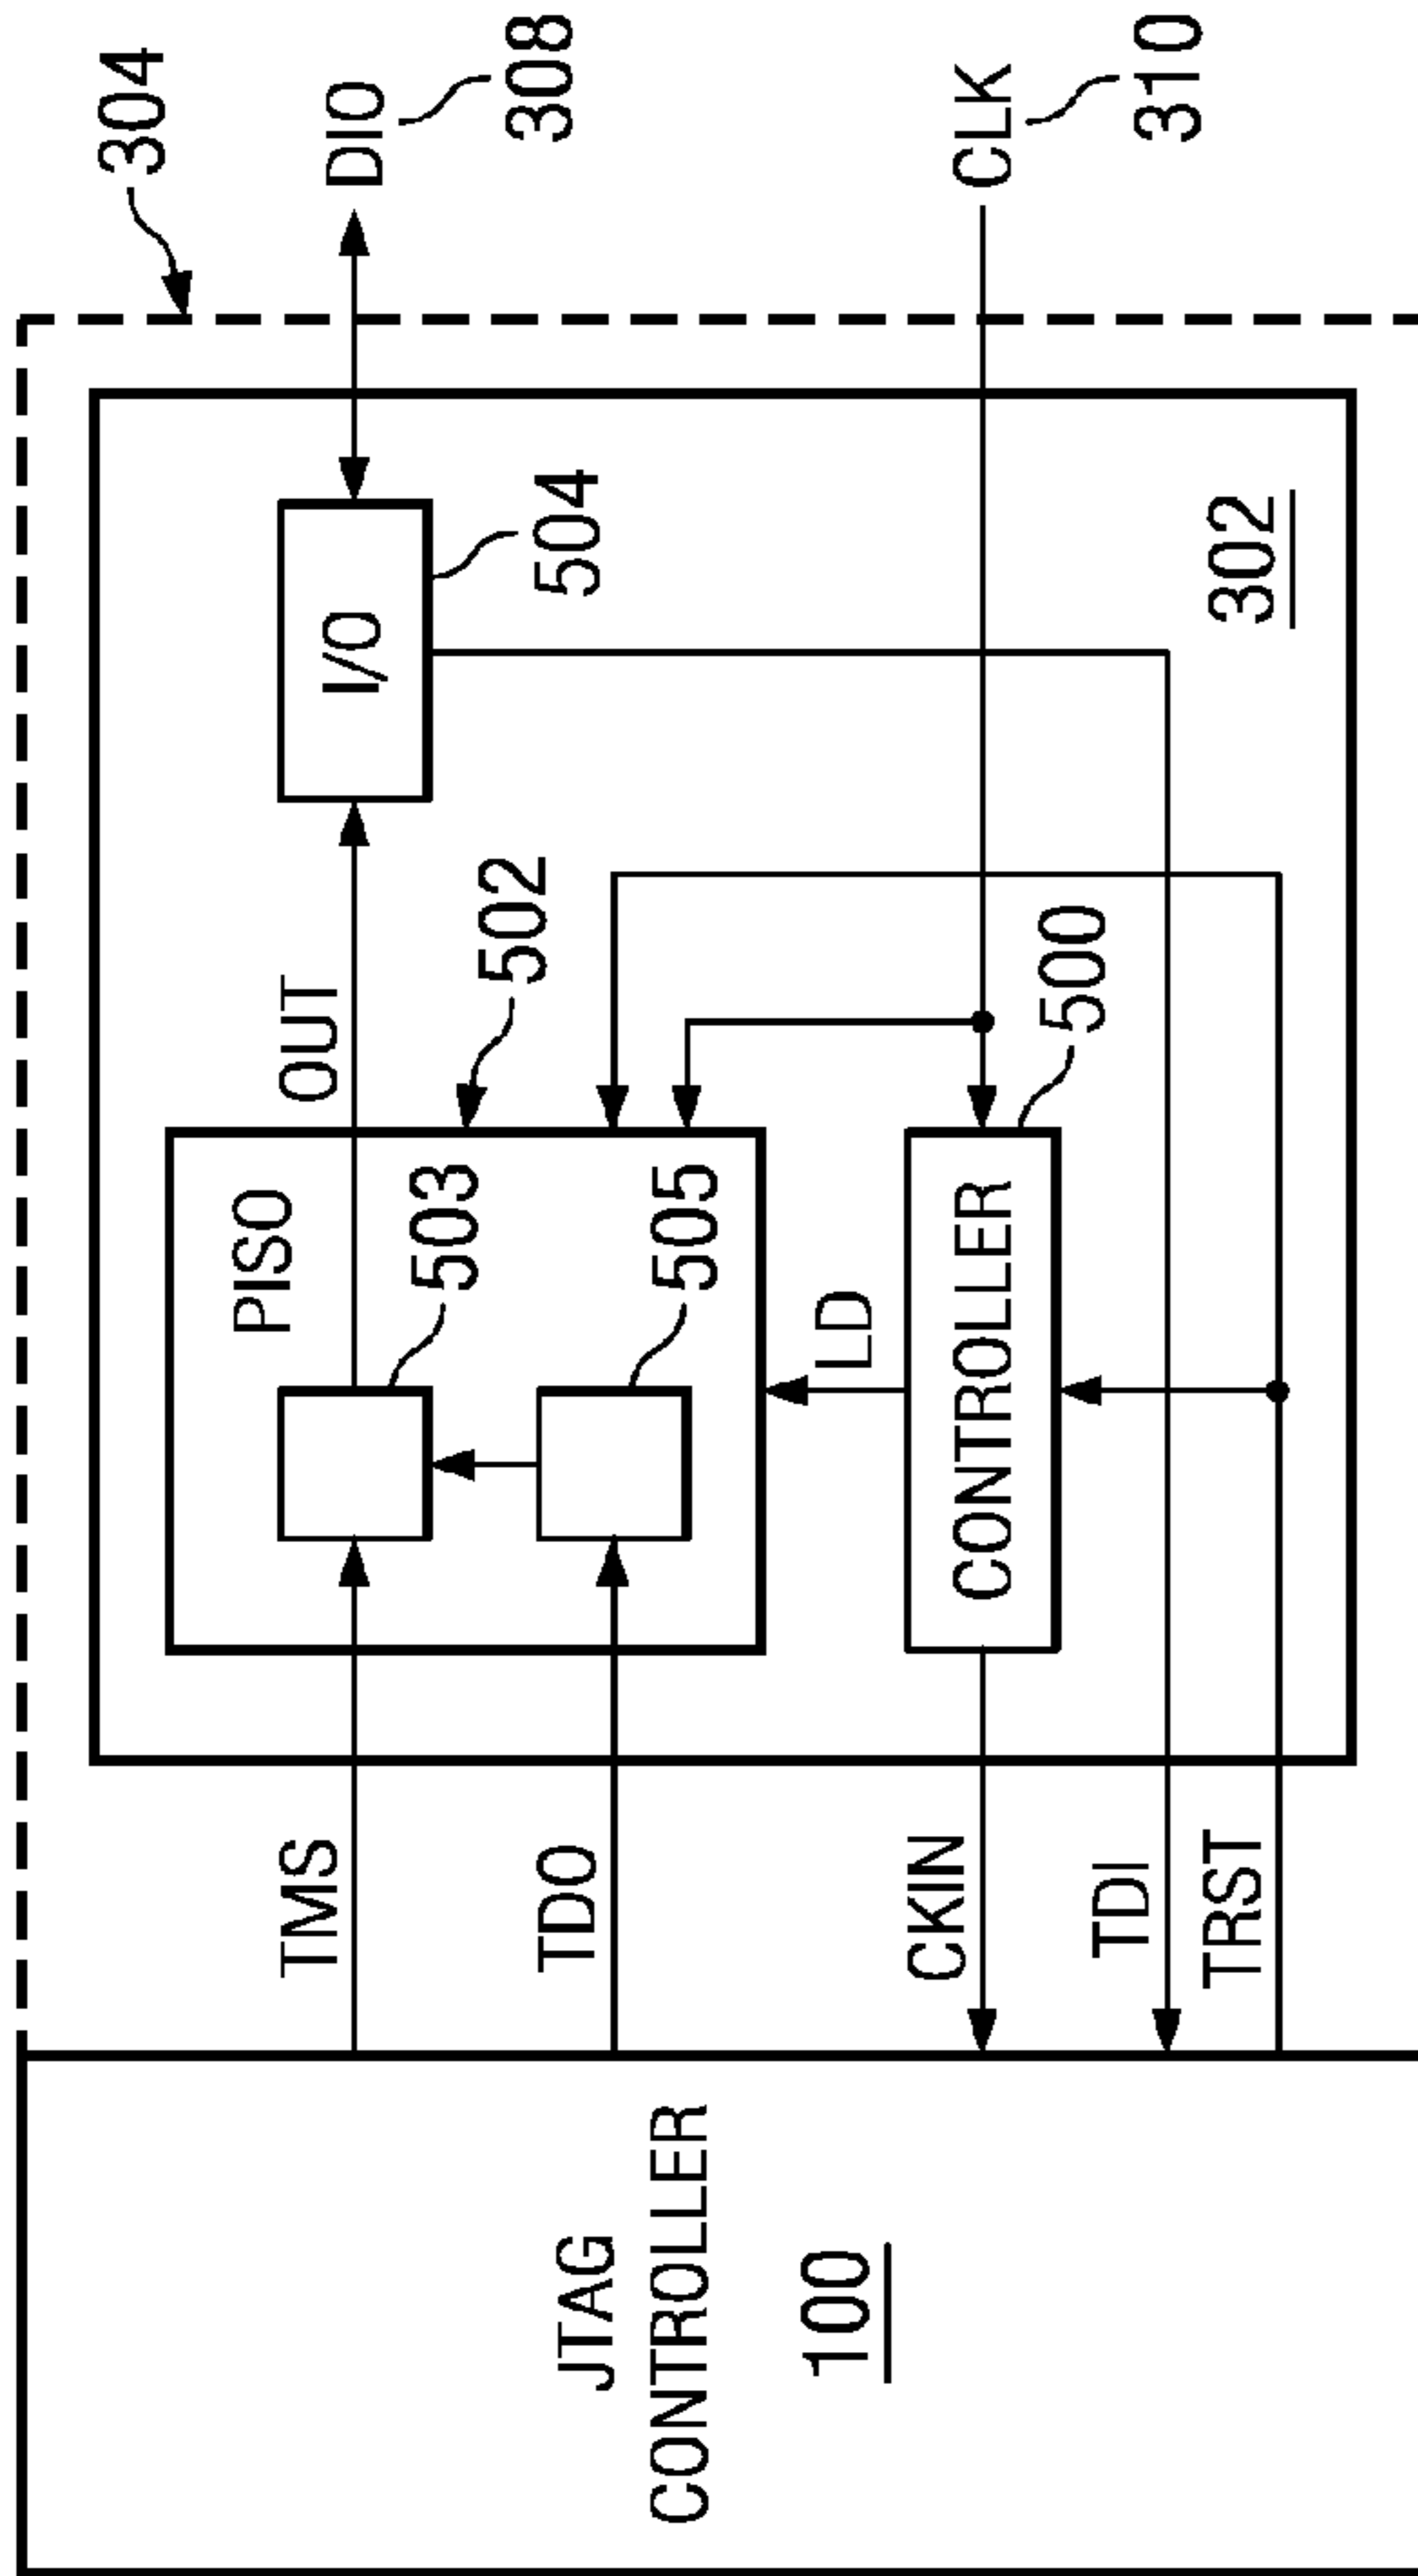 304
DIO
308
I/O
504
OUT
502
PISO
503
505
LD
CONTROLLER
500
CLK
310
302
TMS
TDO
CKIN
TDI
TRST
JTAG
CONTROLLER
100